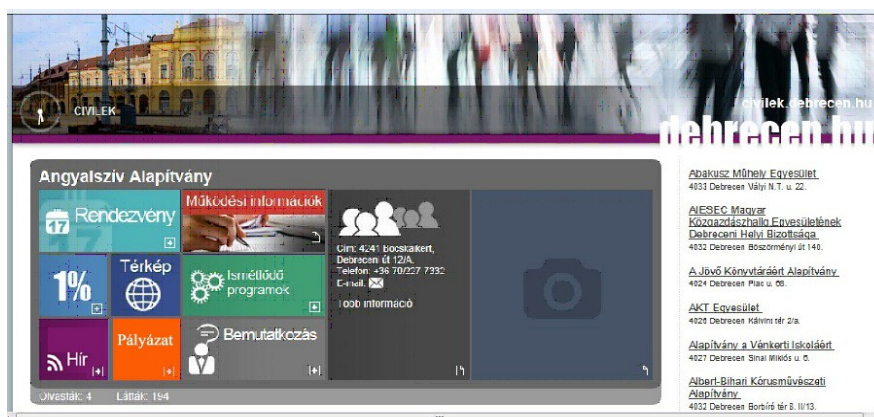 CIVILEK
civilek.debrecen.hu
debrecen.hu
Angyalszív Alapítvány
17 Rendezvény
Működési információk
1%
Térkép
Ismétlődő
programok
Hír
Pályázat
Bemutatkozás
Cím: 4241 Bocskaikert,
Debreceni út 12/A.
Telefon: +36 70/227 7332
E-mail:
Több információ
Olvasták: 4 Látták: 194
Abakusz Műhely Egyesület
4033 Debrecen Vályi N.T. u. 22.
AIESEC Magyar
Közgazdászhallg.Egyesületének
Debreceni Helyi Bizottsága
4032 Debrecen Böszörményi út 140.
A Jövő Könyvtáráért Alapítvány
4024 Debrecen Piac u. 68.
AKT Egyesület
4026 Debrecen Kálvint tér 2/a.
Alapítvány a Vénkerti Iskoláért
4027 Debrecen Sinai Miklós u. 6.
Albert-Bihari Kórusművészeti
Alapítvány
4032 Debrecen Borbíró tér 8. II/13.